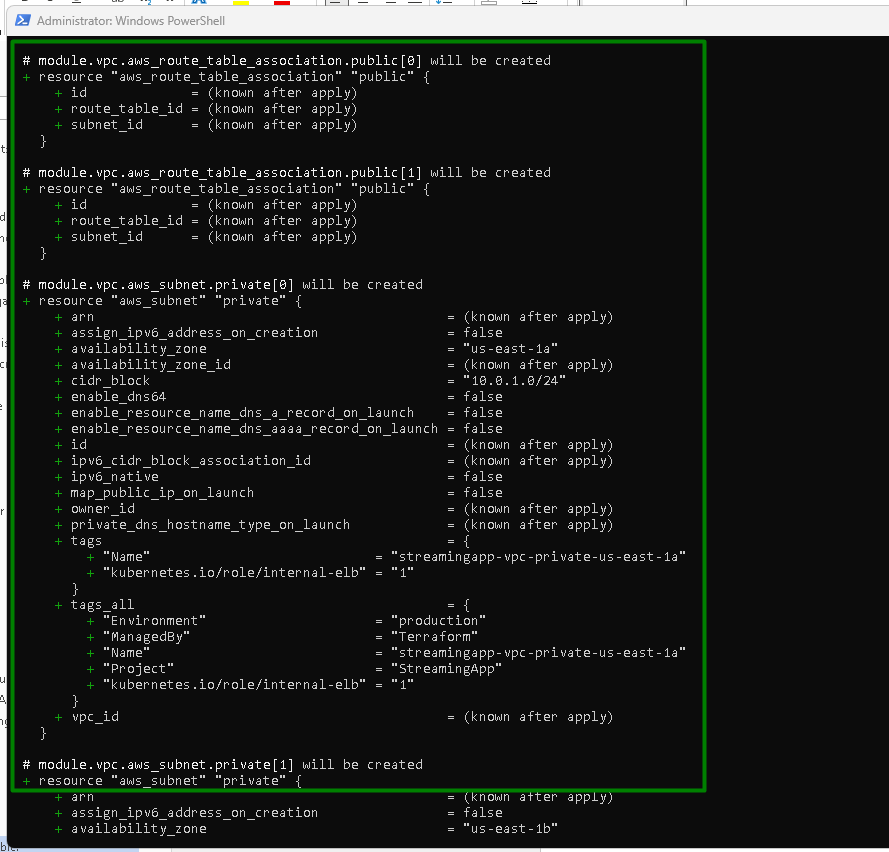 Administrator: Windows PowerShell
# module.vpc.aws_route_table_association.public[0] will be created
+ resource "aws_route_table_association" "public" {
+ id = (known after apply)
+ route_table_id = (known after apply)
+ subnet_id = (known after apply)
}
# module.vpc.aws_route_table_association.public[1] will be created
+ resource "aws_route_table_association" "public" {
+ id = (known after apply)
+ route_table_id = (known after apply)
+ subnet_id = (known after apply)
}
# module.vpc.aws_subnet.private[0] will be created
+ resource "aws_subnet" "private" {
+ arn = (known after apply)
+ assign_ipv6_address_on_creation = false
+ availability_zone = "us-east-1a"
+ availability_zone_id = (known after apply)
+ cidr_block = "10.0.1.0/24"
+ enable_dns64 = false
+ enable_resource_name_dns_a_record_on_launch = false
+ enable_resource_name_dns_aaaa_record_on_launch = false
+ id = (known after apply)
+ ipv6_cidr_block_association_id = (known after apply)
+ ipv6_native = false
+ map_public_ip_on_launch = false
+ owner_id = (known after apply)
+ private_dns_hostname_type_on_launch = (known after apply)
+ tags = {
+ "Name" = "streamingapp-vpc-private-us-east-1a"
+ "kubernetes.io/role/internal-elb" = "1"
}
+ tags_all = {
+ "Environment" = "production"
+ "ManagedBy" = "Terraform"
+ "Name" = "streamingapp-vpc-private-us-east-1a"
+ "Project" = "StreamingApp"
+ "kubernetes.io/role/internal-elb" = "1"
}
+ vpc_id = (known after apply)
}
# module.vpc.aws_subnet.private[1] will be created
+ resource "aws_subnet" "private" {
+ arn = (known after apply)
+ assign_ipv6_address_on_creation = false
+ availability_zone = "us-east-1b"